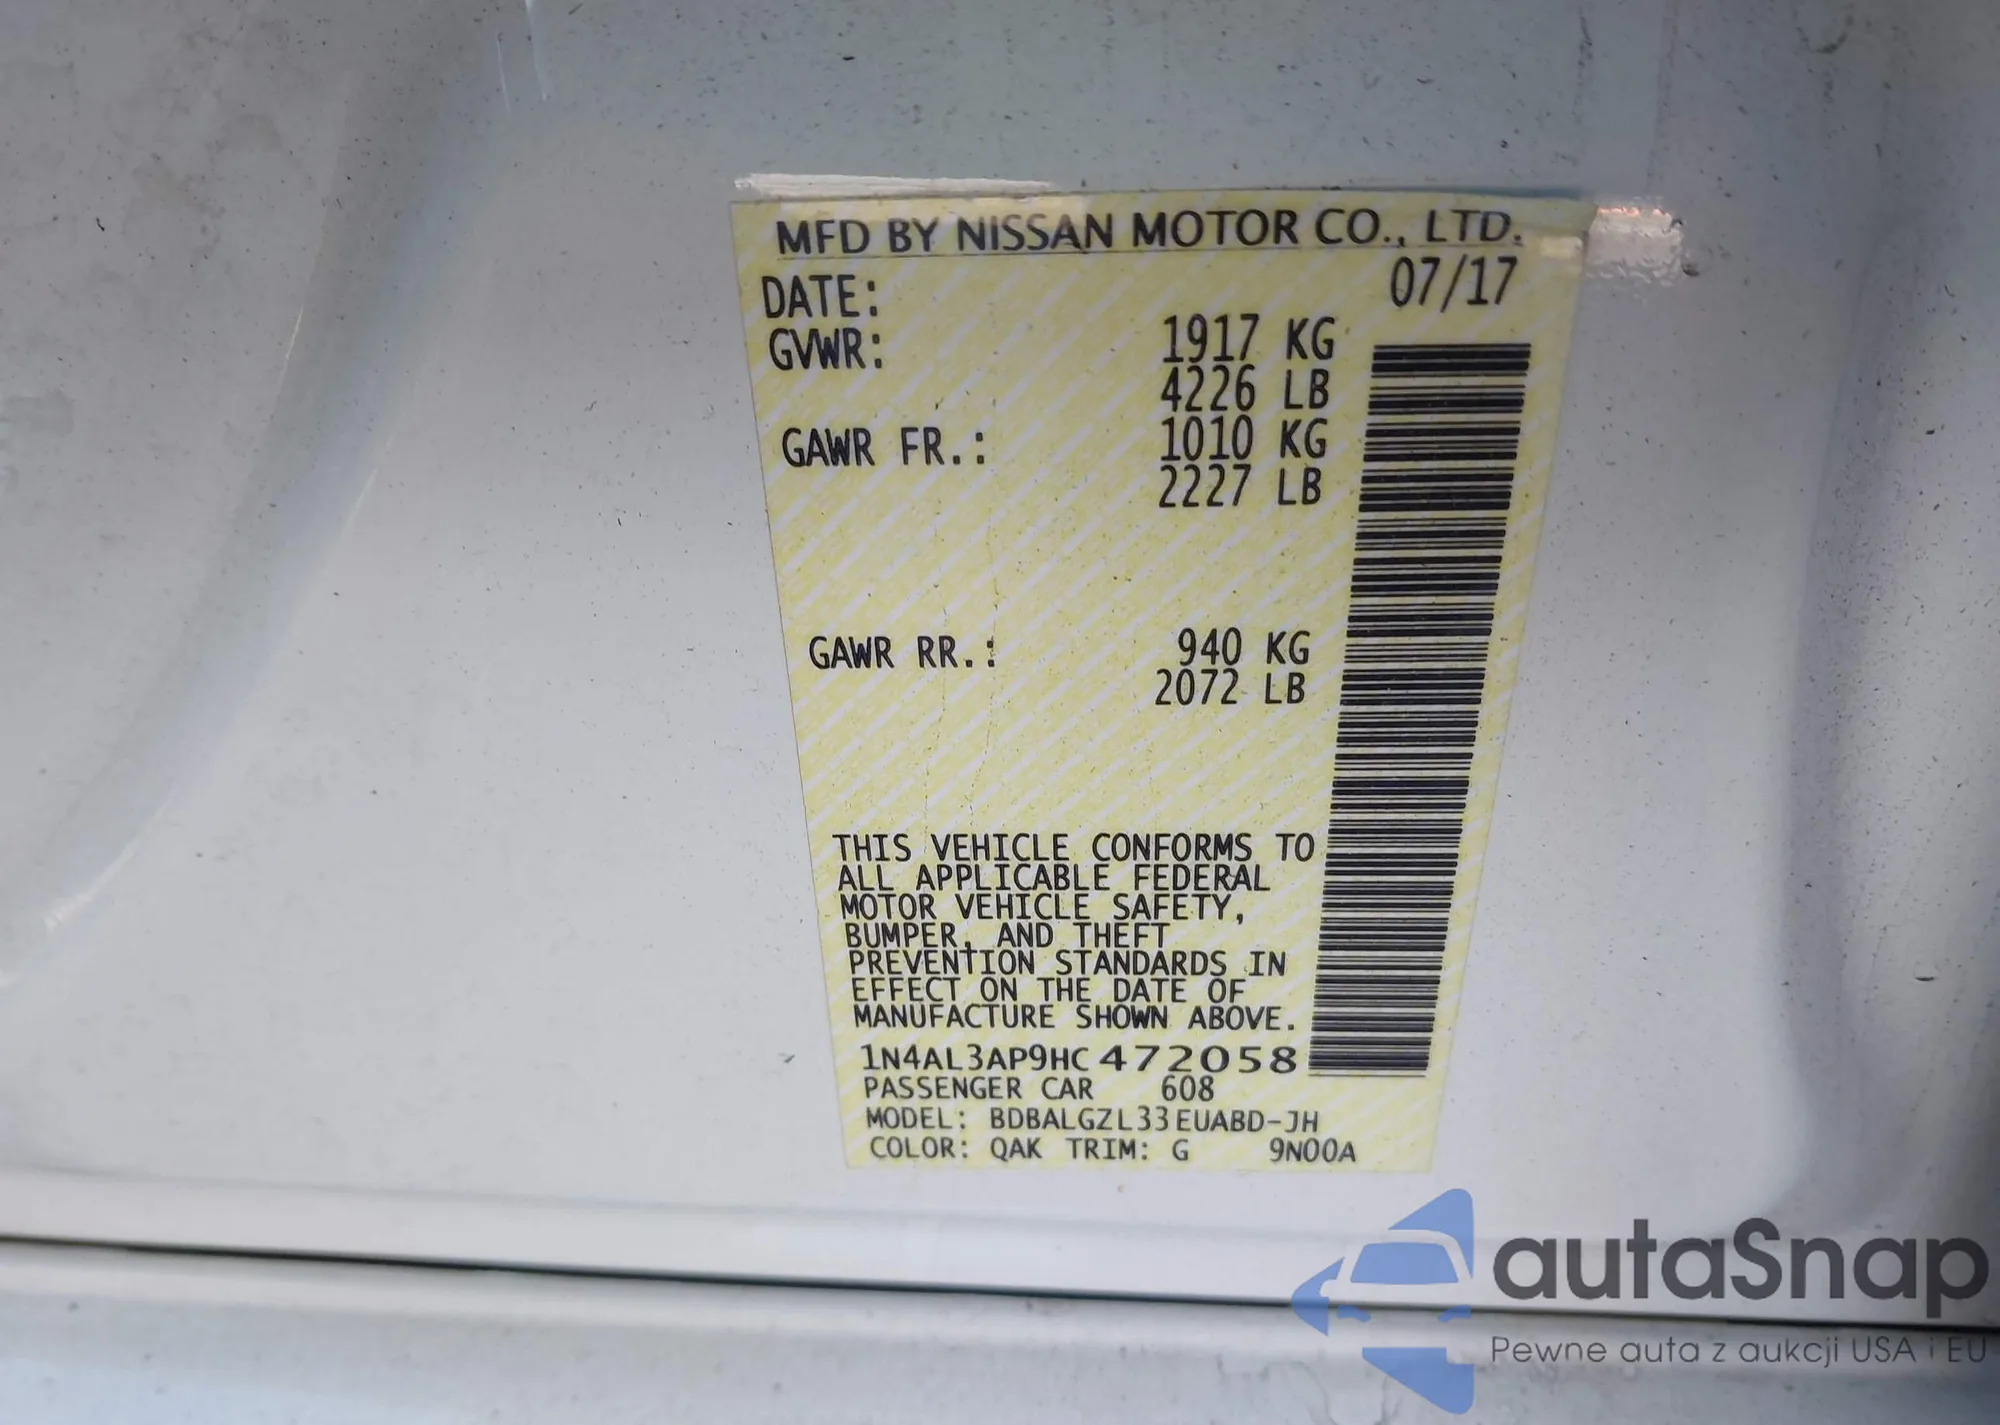 MFD BY NISSAN MOTOR CO., LTD.
DATE: 07/17
GVWR: 1917 KG
4226 LB
GAWR FR.: 1010 KG
2227 LB
GAWR RR.: 940 KG
2072 LB
THIS VEHICLE CONFORMS TO
ALL APPLICABLE FEDERAL
MOTOR VEHICLE SAFETY,
BUMPER, AND THEFT
PREVENTION STANDARDS IN
EFFECT ON THE DATE OF
MANUFACTURE SHOWN ABOVE.
1N4AL3AP9HC472058
PASSENGER CAR 608
MODEL: BDBALGZL33EUABD-JH
COLOR: QAK TRIM: G 9N00A
autaSnap
Pewne auta z aukcji USA i EU